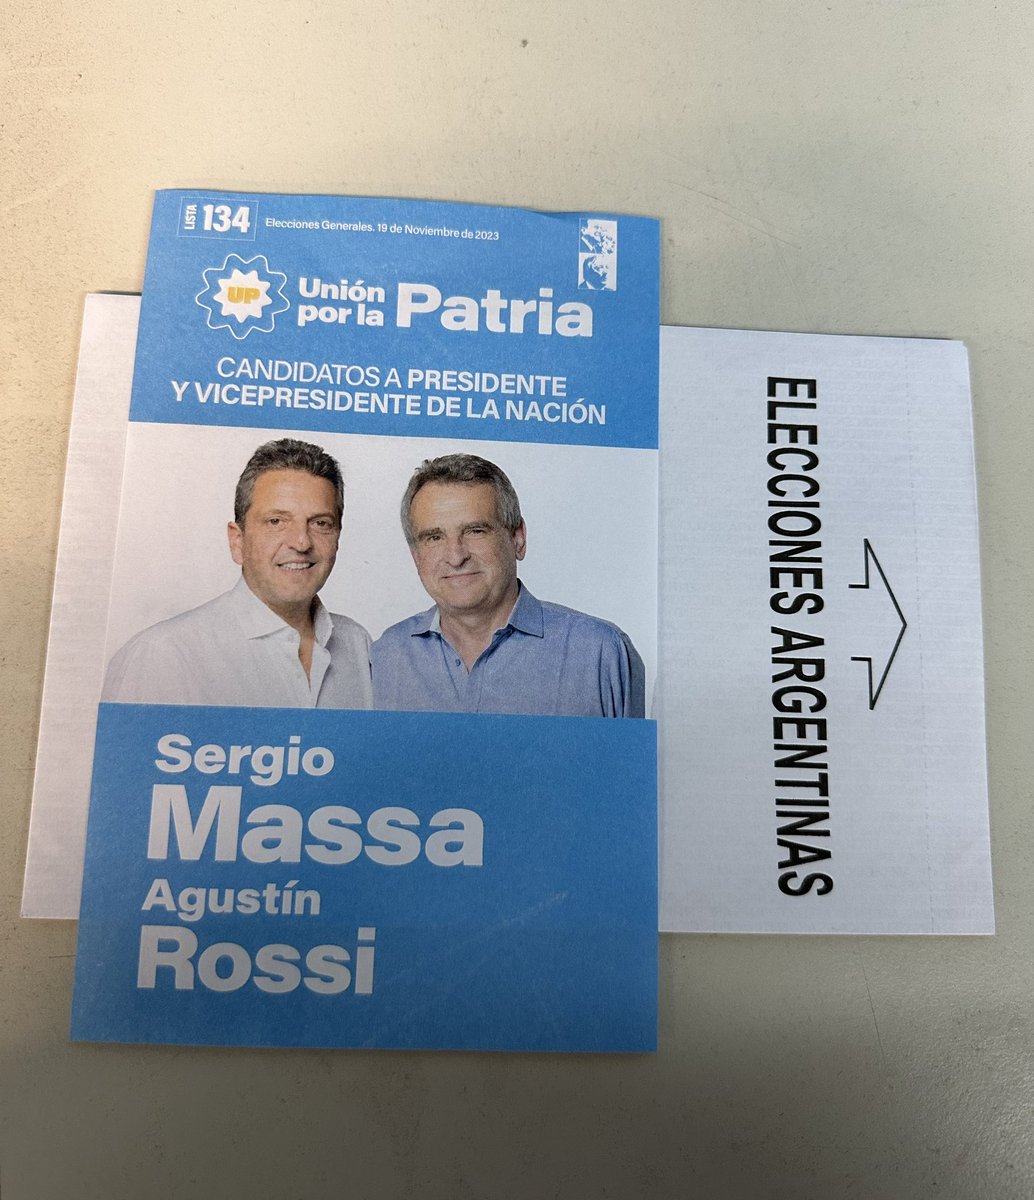 LISTA 134
Elecciones Generales. 19 de Noviembre de 2023
UP
Unión
por la Patria
CANDIDATOS A PRESIDENTE
Y VICEPRESIDENTE DE LA NACIÓN
Sergio
Massa
Agustín
Rossi
ELECCIONES ARGENTINAS